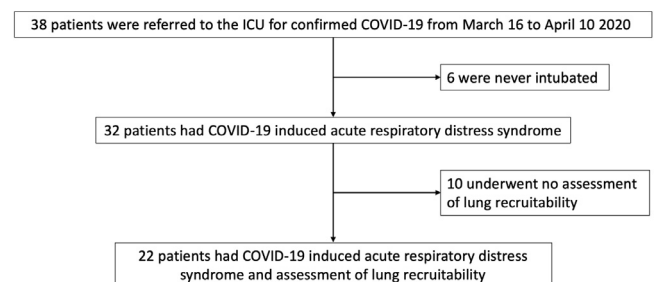 38 patients were referred to the ICU for confirmed COVID-19 from March 16 to April 10 2020
6 were never intubated
32 patients had COVID-19 induced acute respiratory distress syndrome
10 underwent no assessment
of lung recruitability
22 patients had COVID-19 induced acute respiratory distress
syndrome and assessment of lung recruitability